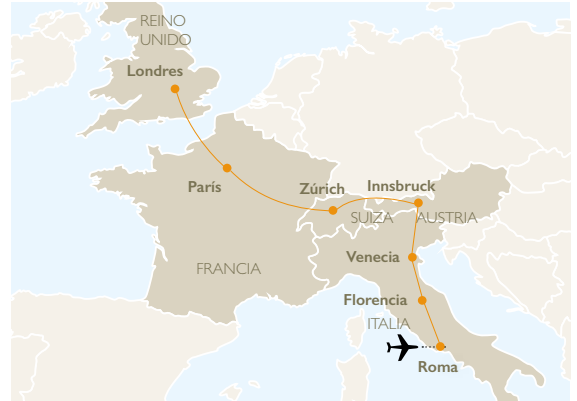 REINO
UNIDO
Londres
París
Zúrich
Innsbruck
SUIZA
AUSTRIA
Venecia
FRANCIA
Florencia
ITALIA
Roma